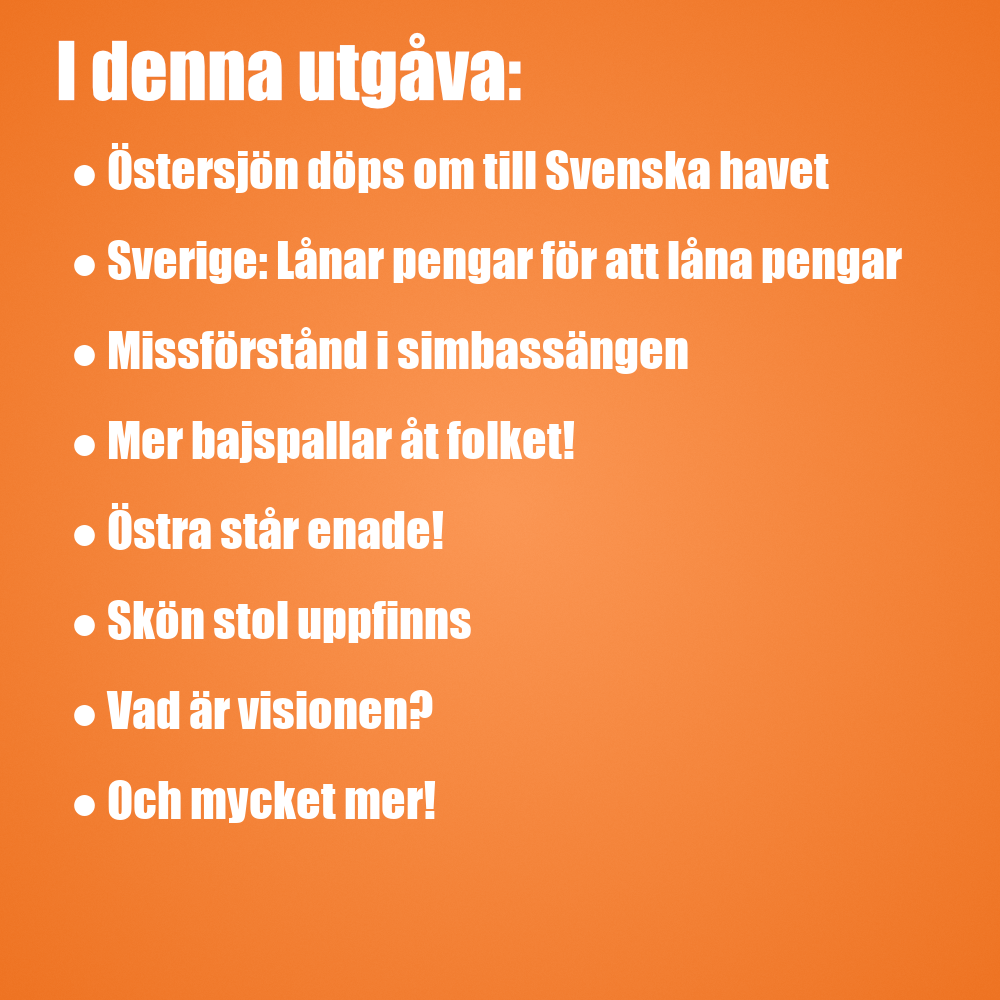 I denna utgåva:
• Östersjön döps om till Svenska havet
• Sverige: Lånar pengar för att låna pengar
• Missförstånd i simbassängen
• Mer bajspallar åt folket!
• Östra står enade!
• Skön stol uppfinns
• Vad är visionen?
• Och mycket mer!